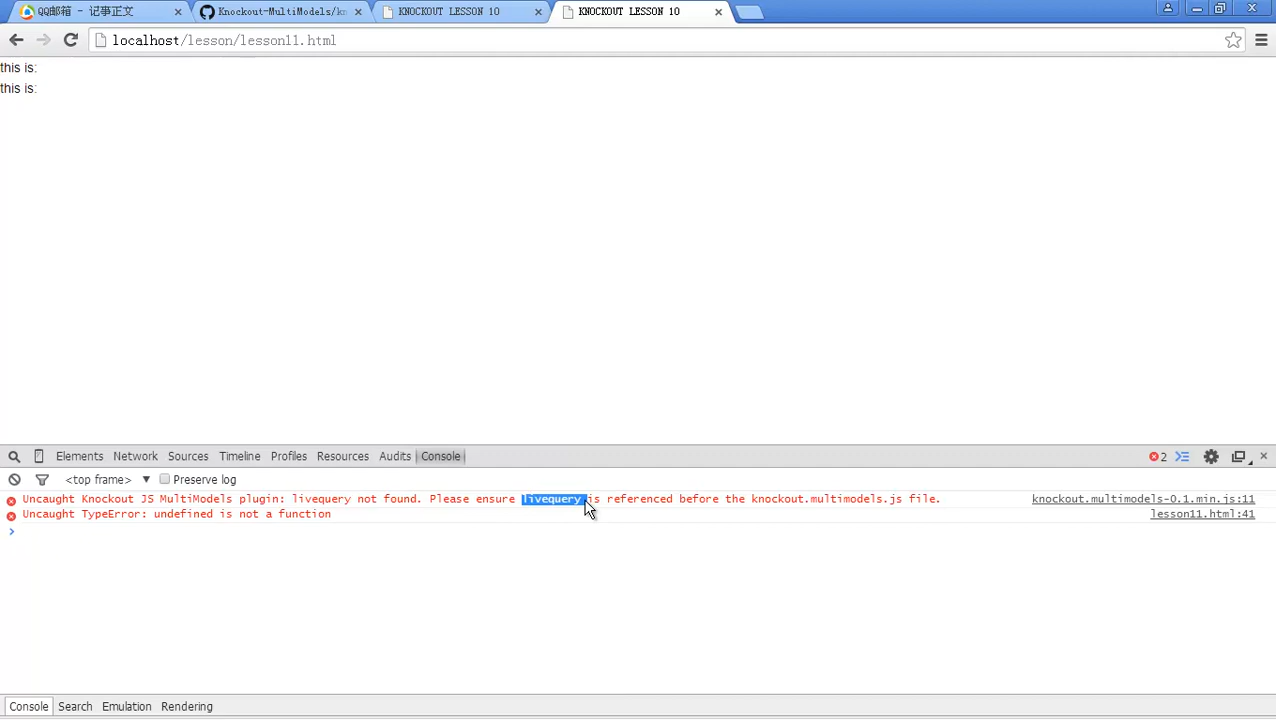 QQ邮箱 - 记事正文
Knockout-MultiModels/kn
KNOCKOUT LESSON 10
KNOCKOUT LESSON 10
localhost/lesson/lesson11.html
this is:
this is:
Elements Network Sources Timeline Profiles Resources Audits Console
2
<top frame> Preserve log
Uncaught Knockout JS MultiModels plugin: livequery not found. Please ensure livequery is referenced before the knockout.multimodels.js file. knockout.multimodels-0.1.min.js:11
Uncaught TypeError: undefined is not a function lesson11.html:41
Console Search Emulation Rendering